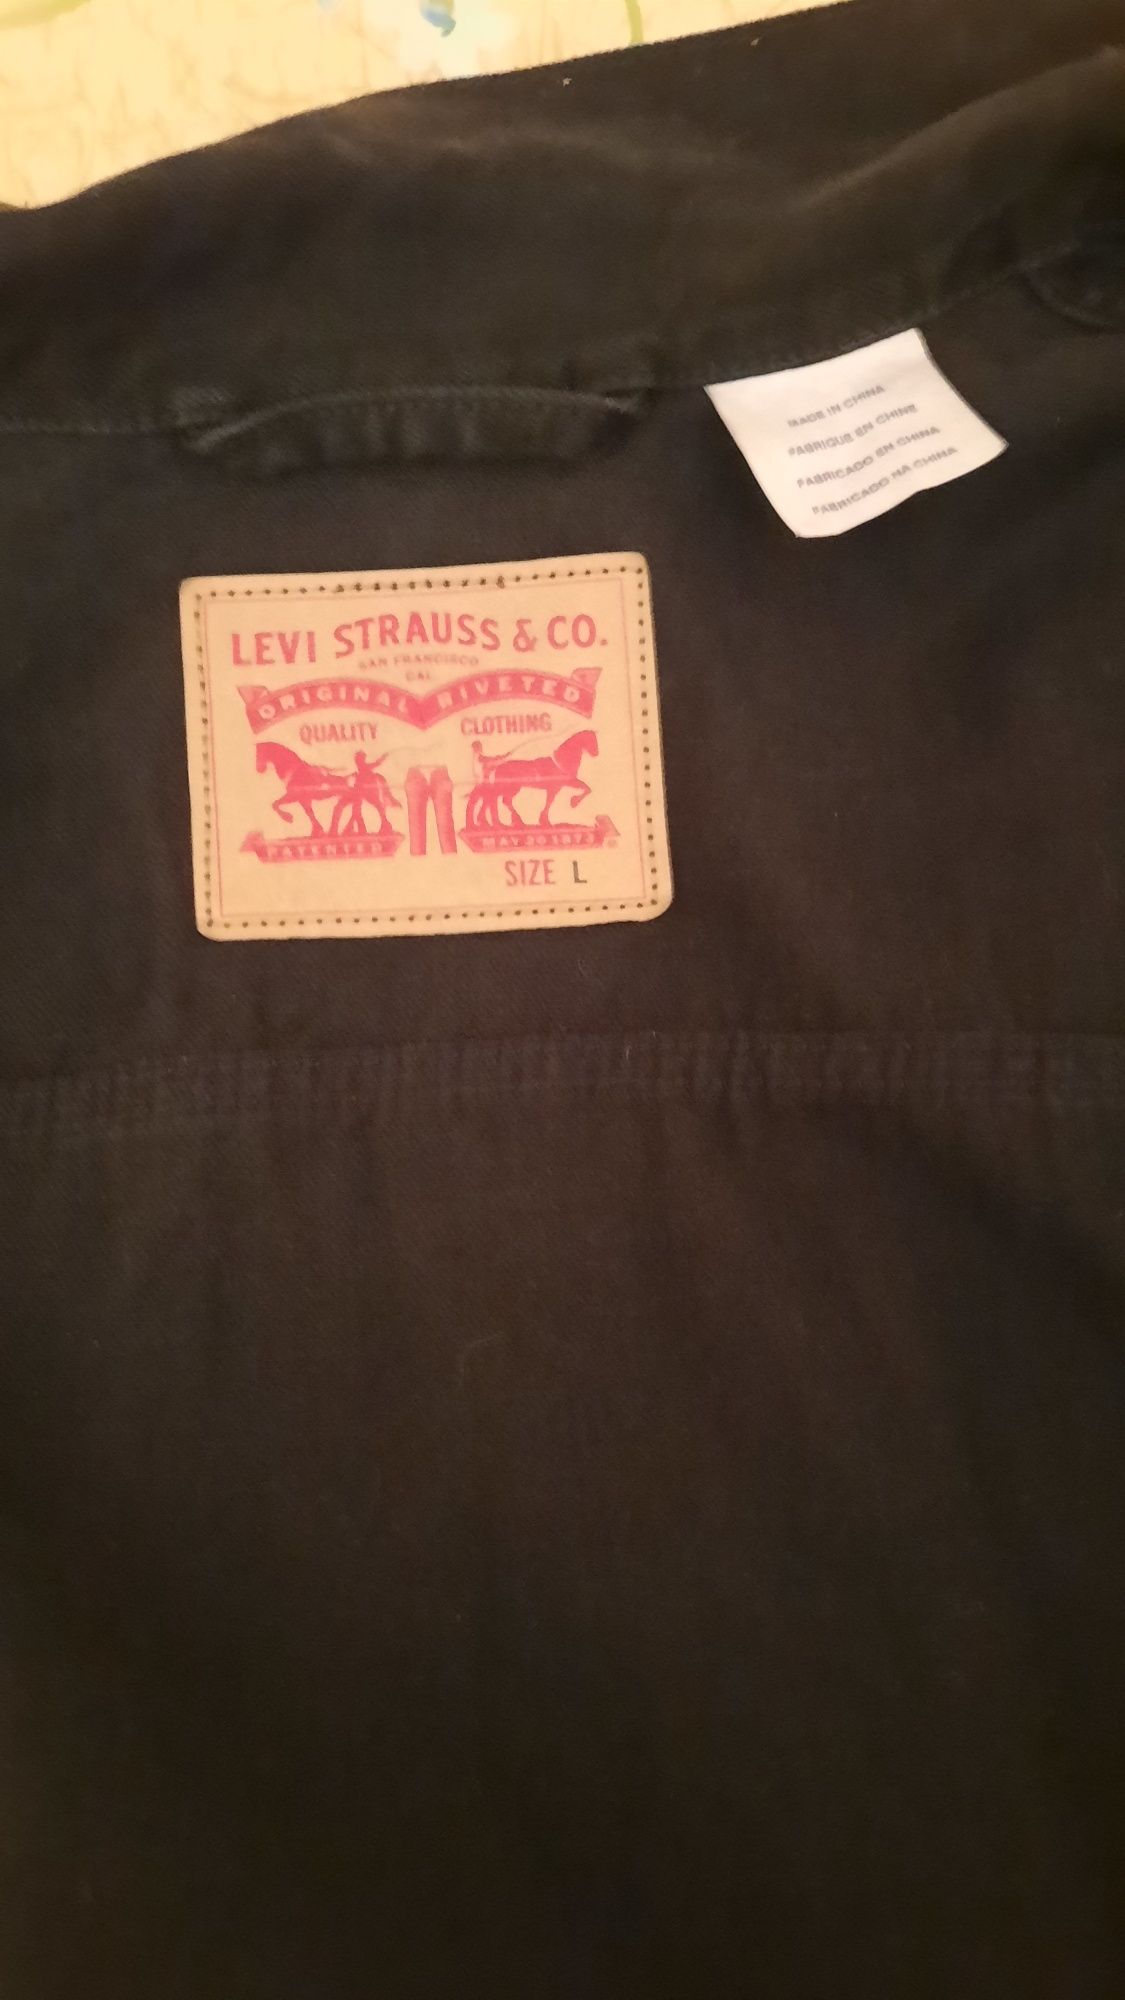 MADE IN CHINA
FABRIQUE EN CHINE
FABRICADO EN CHINA
FABRICADO NA CHINA
LEVI STRAUSS & CO.
SAN FRANCISCO
CAL
ORIGINAL RIVETED
QUALITY CLOTHING
PATENTED MAY 20 1873
SIZE L